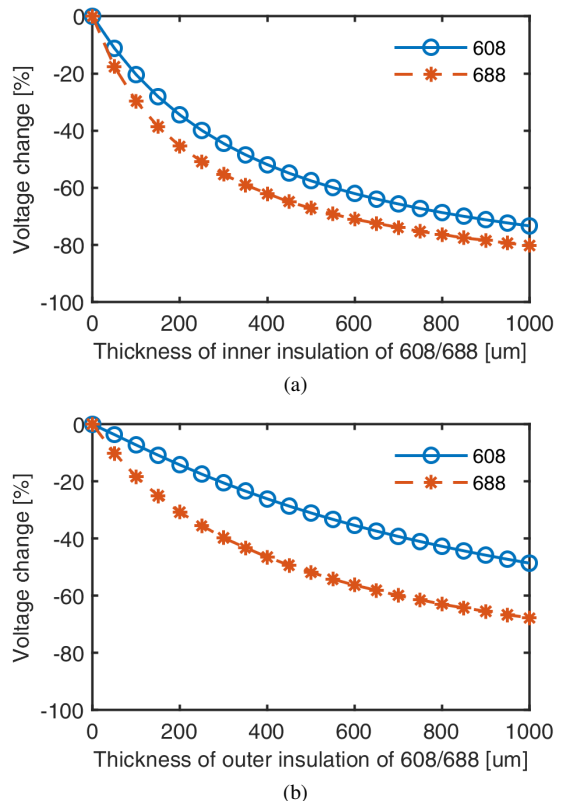 0
-20
-40
-60
-80
-100
Voltage change [%]
608
688
0 200 400 600 800 1000
Thickness of inner insulation of 608/688 [um]
(a)
0
-20
-40
-60
-80
-100
Voltage change [%]
608
688
0 200 400 600 800 1000
Thickness of outer insulation of 608/688 [um]
(b)